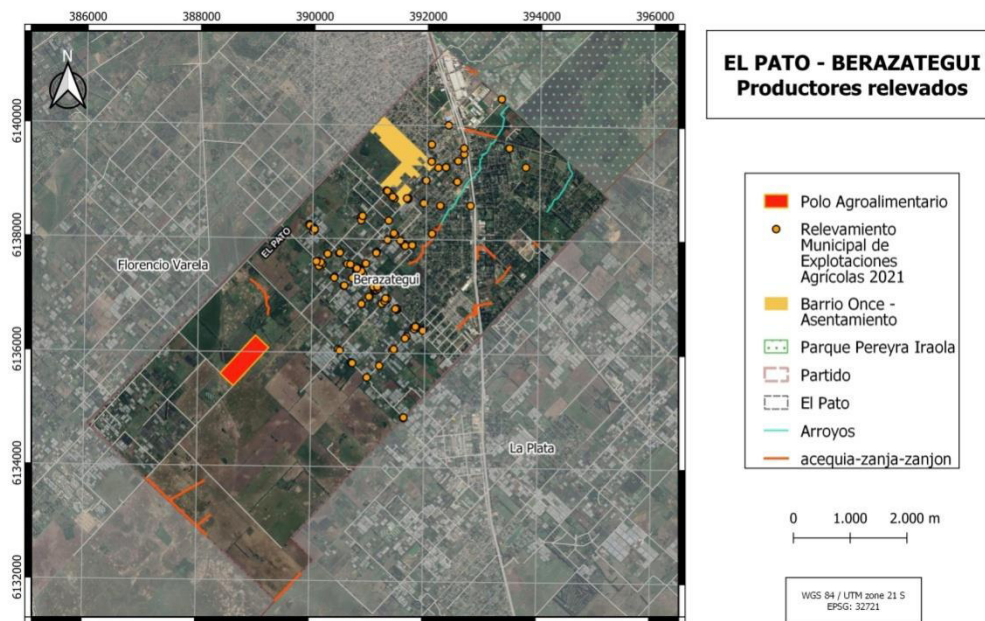 386000 388000 390000 392000 394000 396000
N
6140000
6138000
6136000
6134000
6132000
EL PATO
Florencio Varela
Berazategui
La Plata
EL PATO - BERAZATEGUI
Productores relevados
Polo Agroalimentario
Relevamiento
Municipal de
Explotaciones
Agrícolas 2021
Barrio Once -
Asentamiento
Parque Pereyra Iraola
Partido
El Pato
Arroyos
acequia-zanja-zanjon
0 1.000 2.000 m
WGS 84 / UTM zone 21 S
EPSG: 32721